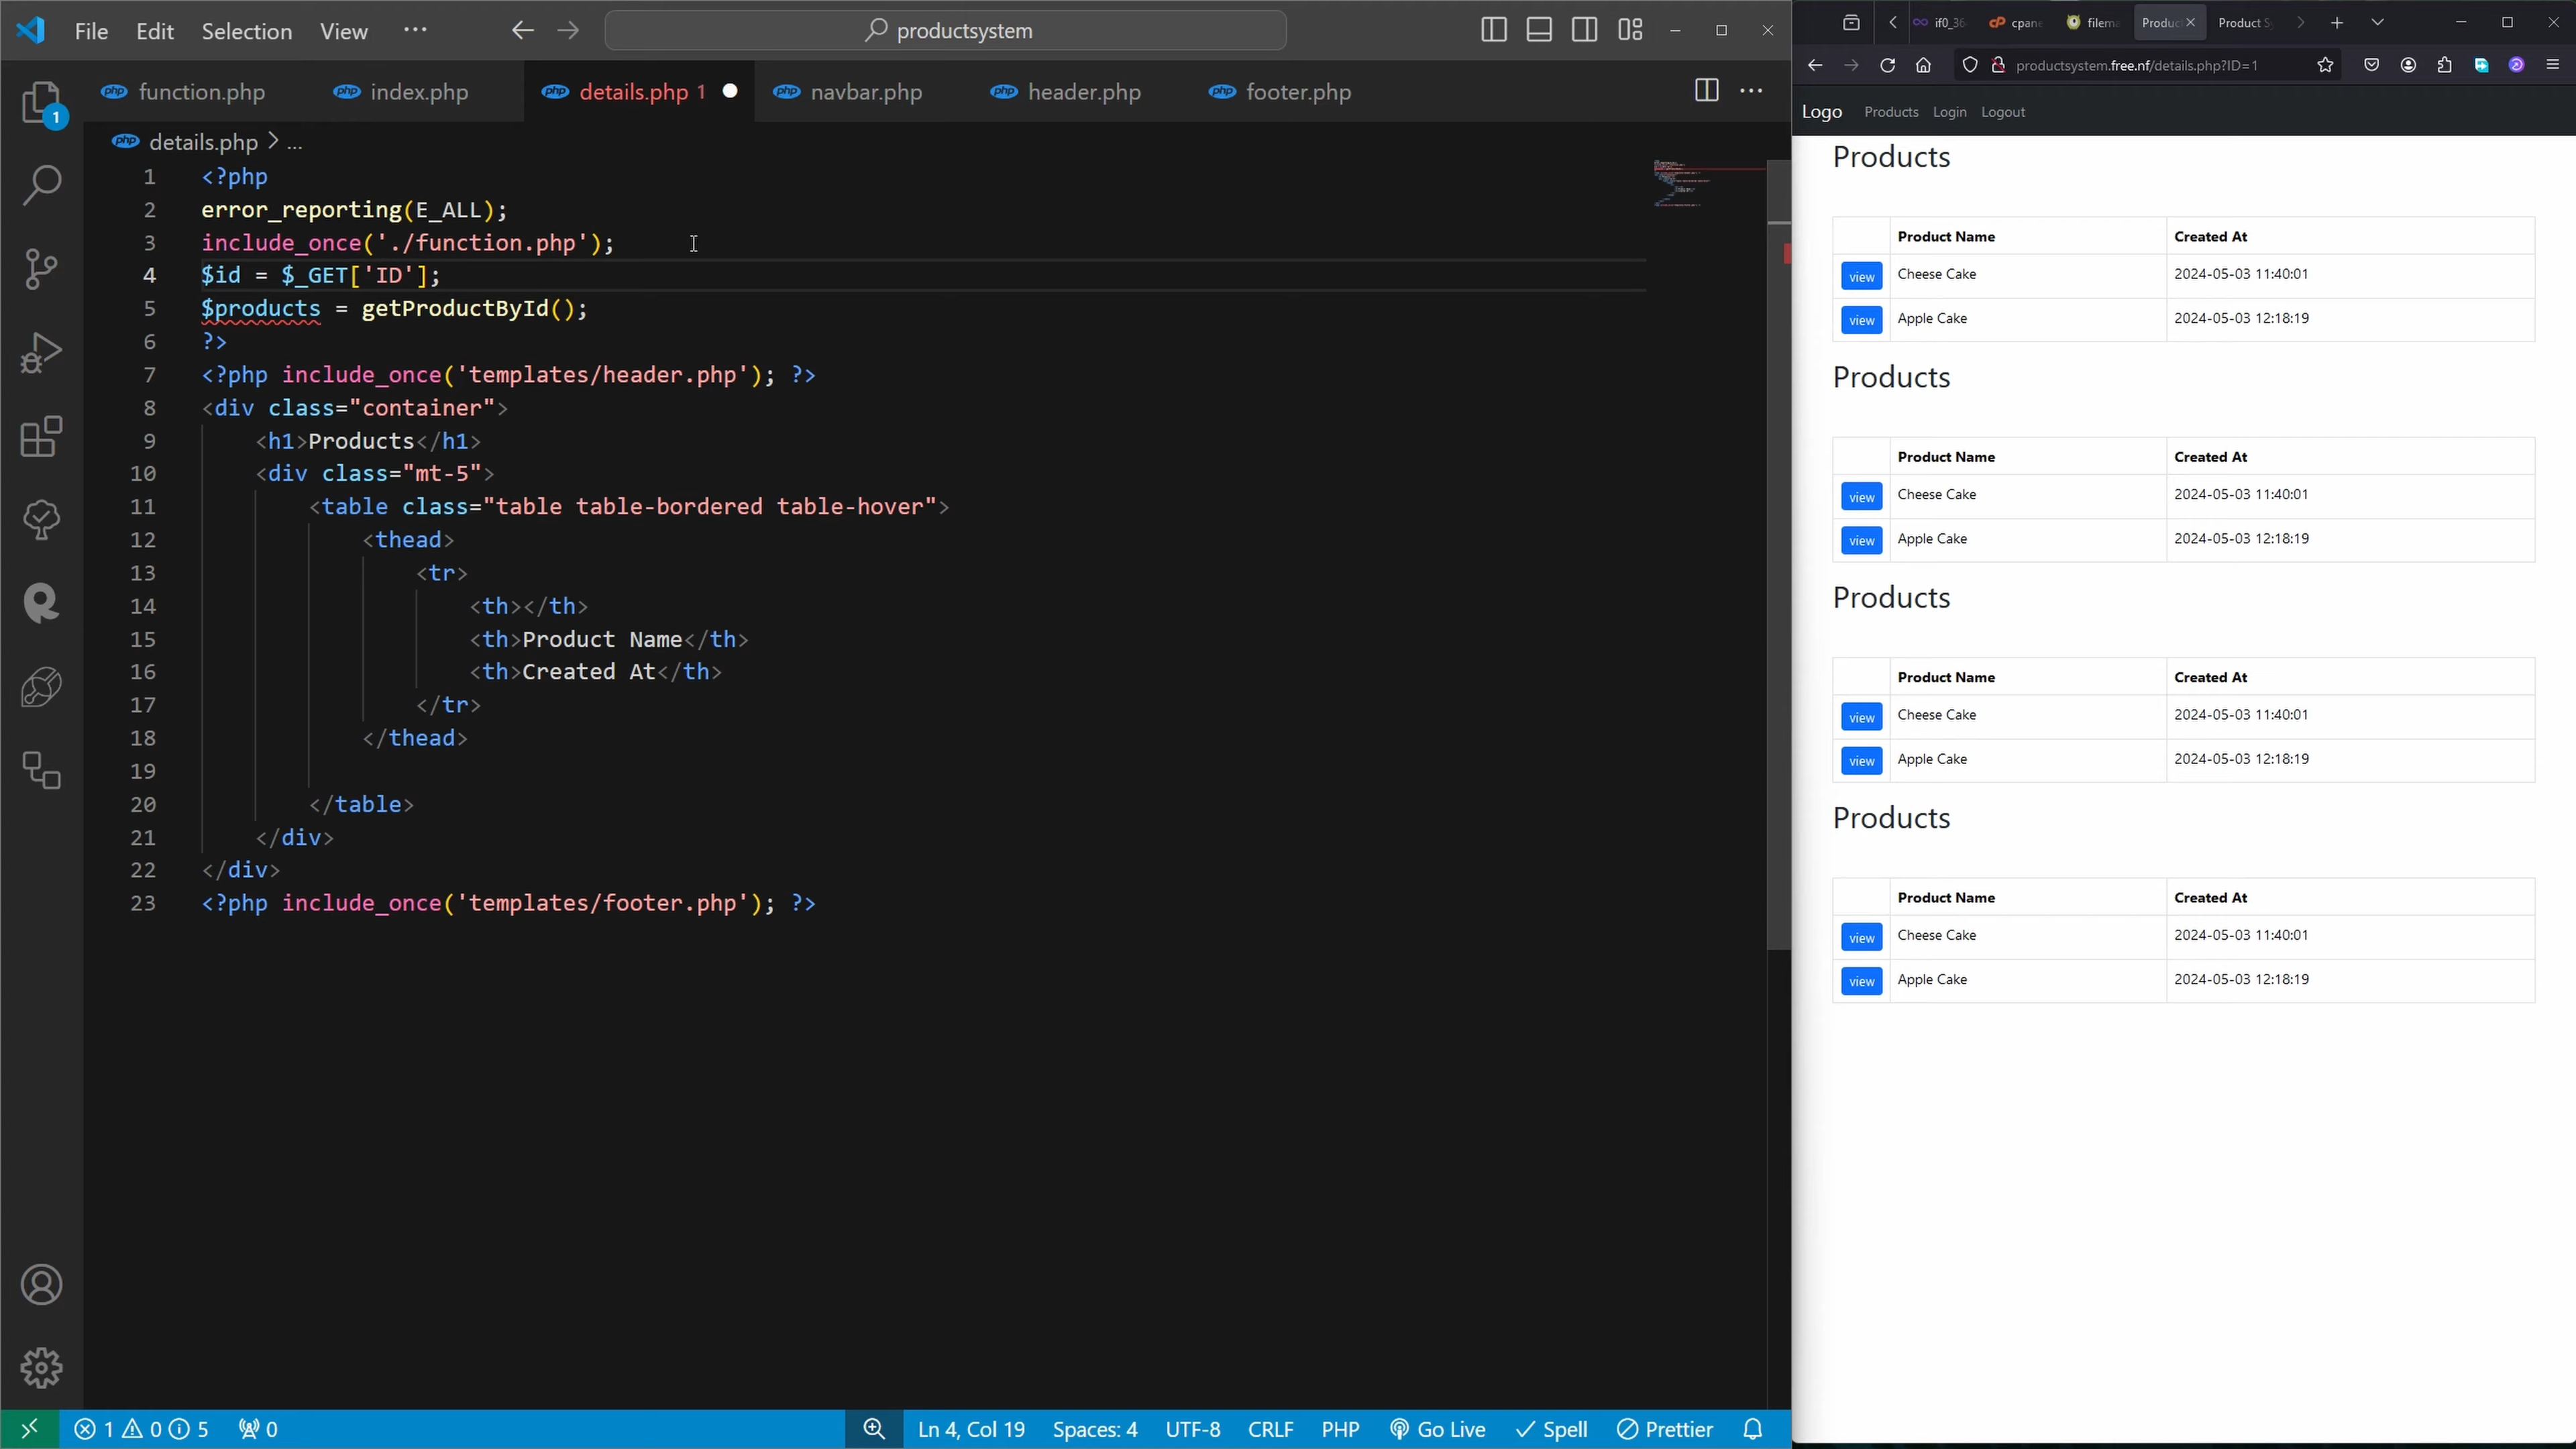 File Edit Selection View ··· productsystem
function.php index.php details.php 1 navbar.php header.php footer.php
details.php > ...
1 <?php
2 error_reporting(E_ALL);
3 include_once('./function.php');
4 $id = $_GET['ID'];
5 $products = getProductById();
6 ?>
7 <?php include_once('templates/header.php'); ?>
8 <div class="container">
9 <h1>Products</h1>
10 <div class="mt-5">
11 <table class="table table-bordered table-hover">
12 <thead>
13 <tr>
14 <th></th>
15 <th>Product Name</th>
16 <th>Created At</th>
17 </tr>
18 </thead>
19
20 </table>
21 </div>
22 </div>
23 <?php include_once('templates/footer.php'); ?>
1
1 0 5 0 Ln 4, Col 19 Spaces: 4 UTF-8 CRLF PHP Go Live Spell Prettier
if0_36 cpane filema Produc Product S
productsystem.free.nf/details.php?ID=1
Logo Products Login Logout
Products
Product Name Created At
view Cheese Cake 2024-05-03 11:40:01
view Apple Cake 2024-05-03 12:18:19
Products
Product Name Created At
view Cheese Cake 2024-05-03 11:40:01
view Apple Cake 2024-05-03 12:18:19
Products
Product Name Created At
view Cheese Cake 2024-05-03 11:40:01
view Apple Cake 2024-05-03 12:18:19
Products
Product Name Created At
view Cheese Cake 2024-05-03 11:40:01
view Apple Cake 2024-05-03 12:18:19